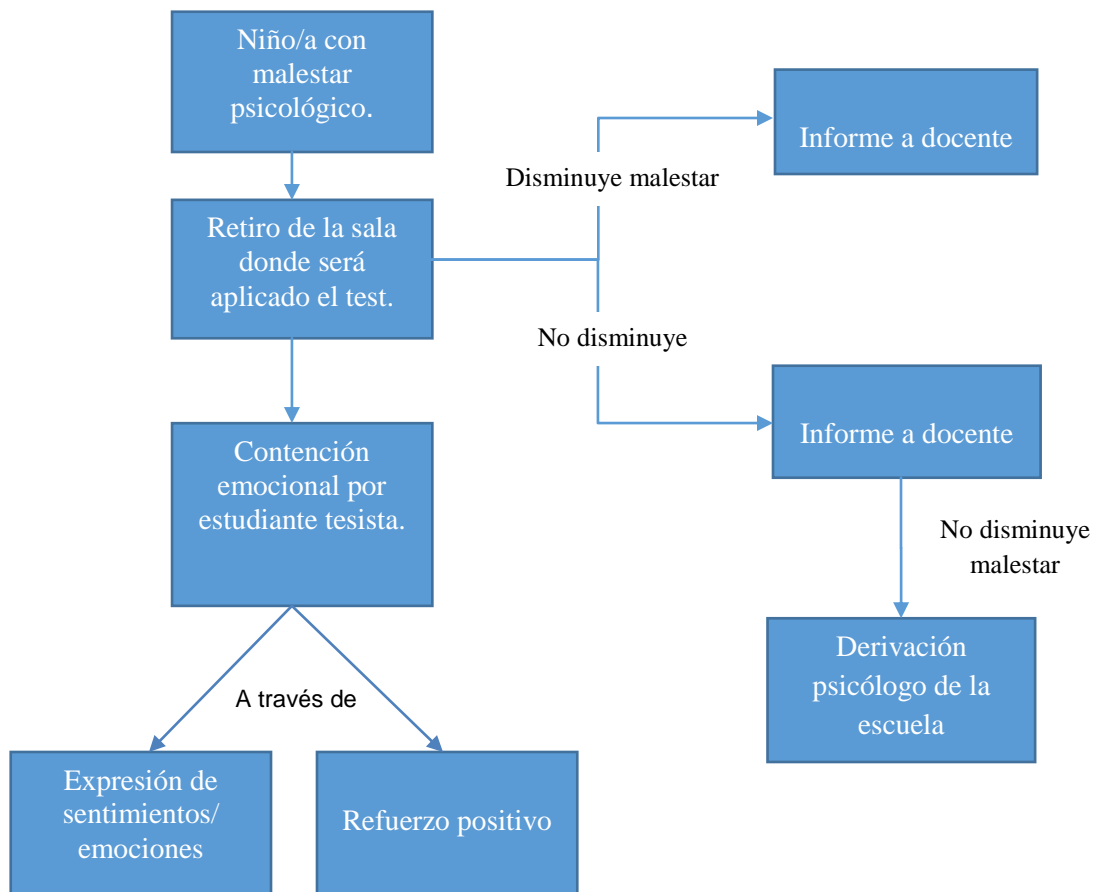 Niño/a con
malestar
psicológico.
Informe a docente
Disminuye malestar
Retiro de la sala
donde será
aplicado el test.
No disminuye
Informe a docente
Contención
emocional por
estudiante tesista.
No disminuye
malestar
Derivación
psicólogo de la
escuela
A través de
Expresión de
sentimientos/
emociones
Refuerzo positivo